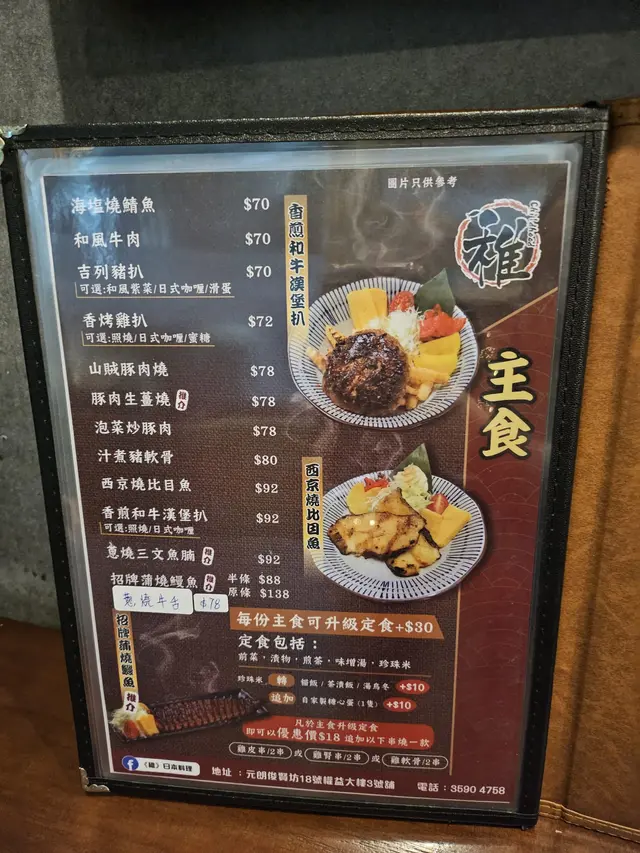 圖片只供參考
海塩燒鯖魚 $70
和風牛肉 $70
吉列豬扒 $70
可選:和風紫菜/日式咖喱/滑蛋
香烤雞扒 $72
可選:照燒/日式咖喱/蜜糖
山賊豚肉燒 $78
豚肉生薑燒 推介 $78
泡菜炒豚肉 $78
汁煮豬軟骨 $80
西京燒比目魚 $92
香煎和牛漢堡扒 $92
可選:照燒/日式咖喱
蔥燒三文魚腩 推介 $92
招牌蒲燒鰻魚 推介 半條 $88
原條 $138
蔥燒牛舌 $78
香煎和牛漢堡扒
西京燒比目魚
主食
招牌蒲燒鰻魚 推介
每份主食可升級定食+$30
定食包括：
前菜，漬物，煎茶，味增湯，珍珠米
珍珠米 轉 鰻飯/茶漬飯/湯烏冬 +$10
追加 自家製糖心蛋(1隻) +$10
凡於主食升級定食
即可以優惠價$18 追加以下串燒一款
雞皮串/2串 或 雞腎串/2串 或 雞軟骨/2串
《雑》日本料理
地址：元朗俊賢坊18號權益大樓3號舖 電話：3590 4758